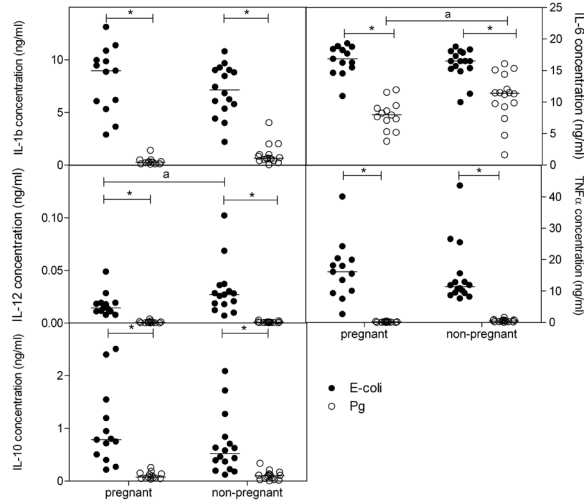 IL-1b concentration (ng/ml)
10
5
0
*
*
IL-6 concentration (ng/ml)
25
20
15
10
5
0
a
*
*
IL-12 concentration (ng/ml)
0.10
0.05
0.00
a
*
*
TNFα concentration (ng/ml)
40
30
20
10
0
*
*
pregnant non-pregnant
IL-10 concentration (ng/ml)
2
1
0
*
*
pregnant non-pregnant
E-coli
Pg